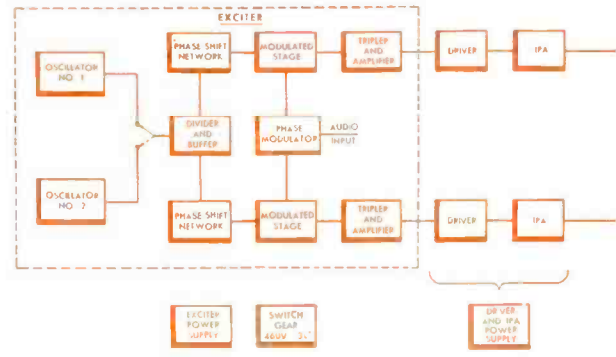 EXCITER
OSCILLATOR
NO. 1
PHASE SHIFT
NETWORK
MODULATED
STAGE
TRIPLER
AND
AMPLIFIER
DRIVER
IPA
DIVIDER
AND
BUFFER
PHASE
MODULATOR
AUDIO
INPUT
OSCILLATOR
NO. 2
PHASE SHIFT
NETWORK
MODULATED
STAGE
TRIPLER
AND
AMPLIFIER
DRIVER
IPA
EXCITER
POWER
SUPPLY
SWITCH
GEAR
460V
DRIVER
AND IPA
POWER
SUPPLY